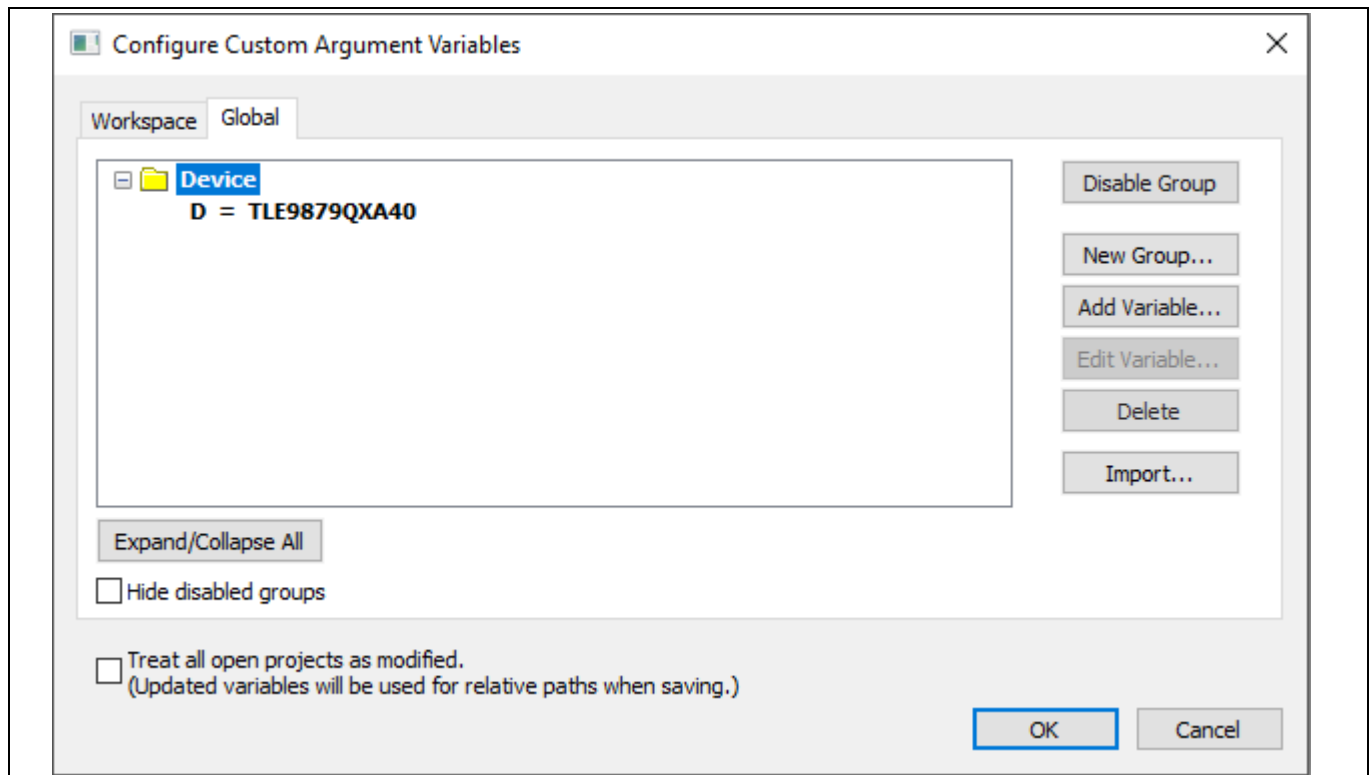 Configure Custom Argument Variables
Workspace
Global
Device
D = TLE9879QXA40
Disable Group
New Group...
Add Variable...
Edit Variable...
Delete
Import...
Expand/Collapse All
Hide disabled groups
Treat all open projects as modified.
(Updated variables will be used for relative paths when saving.)
OK
Cancel